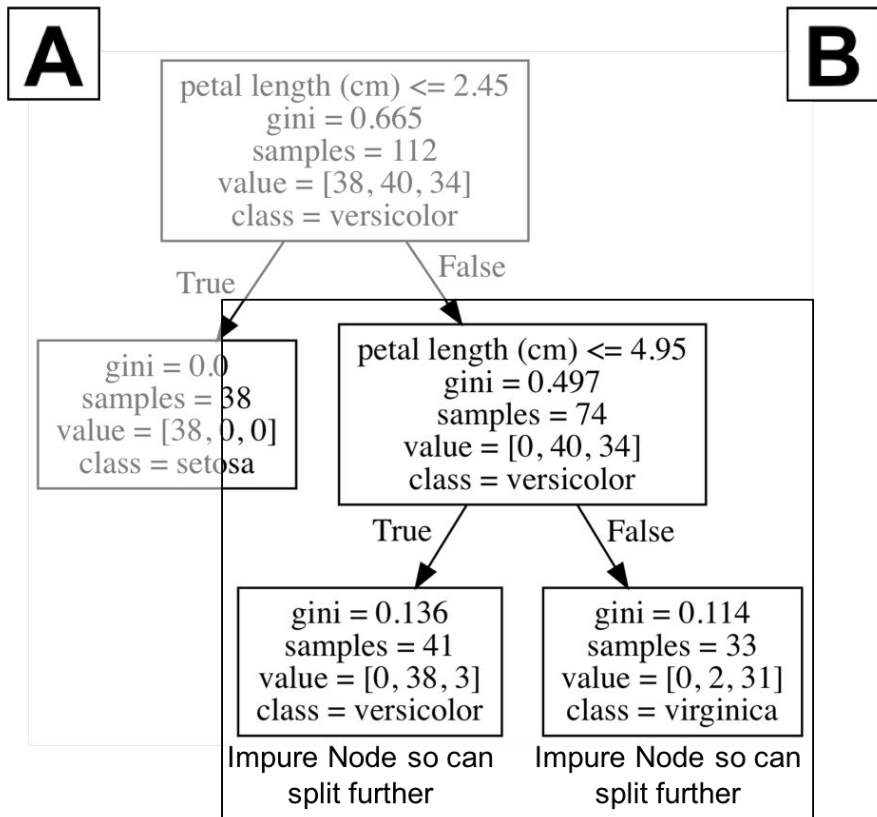 A
B
petal length (cm) <= 2.45
gini = 0.665
samples = 112
value = [38, 40, 34]
class = versicolor
True
False
gini = 0.0
samples = 38
value = [38, 0, 0]
class = setosa
petal length (cm) <= 4.95
gini = 0.497
samples = 74
value = [0, 40, 34]
class = versicolor
True
False
gini = 0.136
samples = 41
value = [0, 38, 3]
class = versicolor
gini = 0.114
samples = 33
value = [0, 2, 31]
class = virginica
Impure Node so can
split further
Impure Node so can
split further